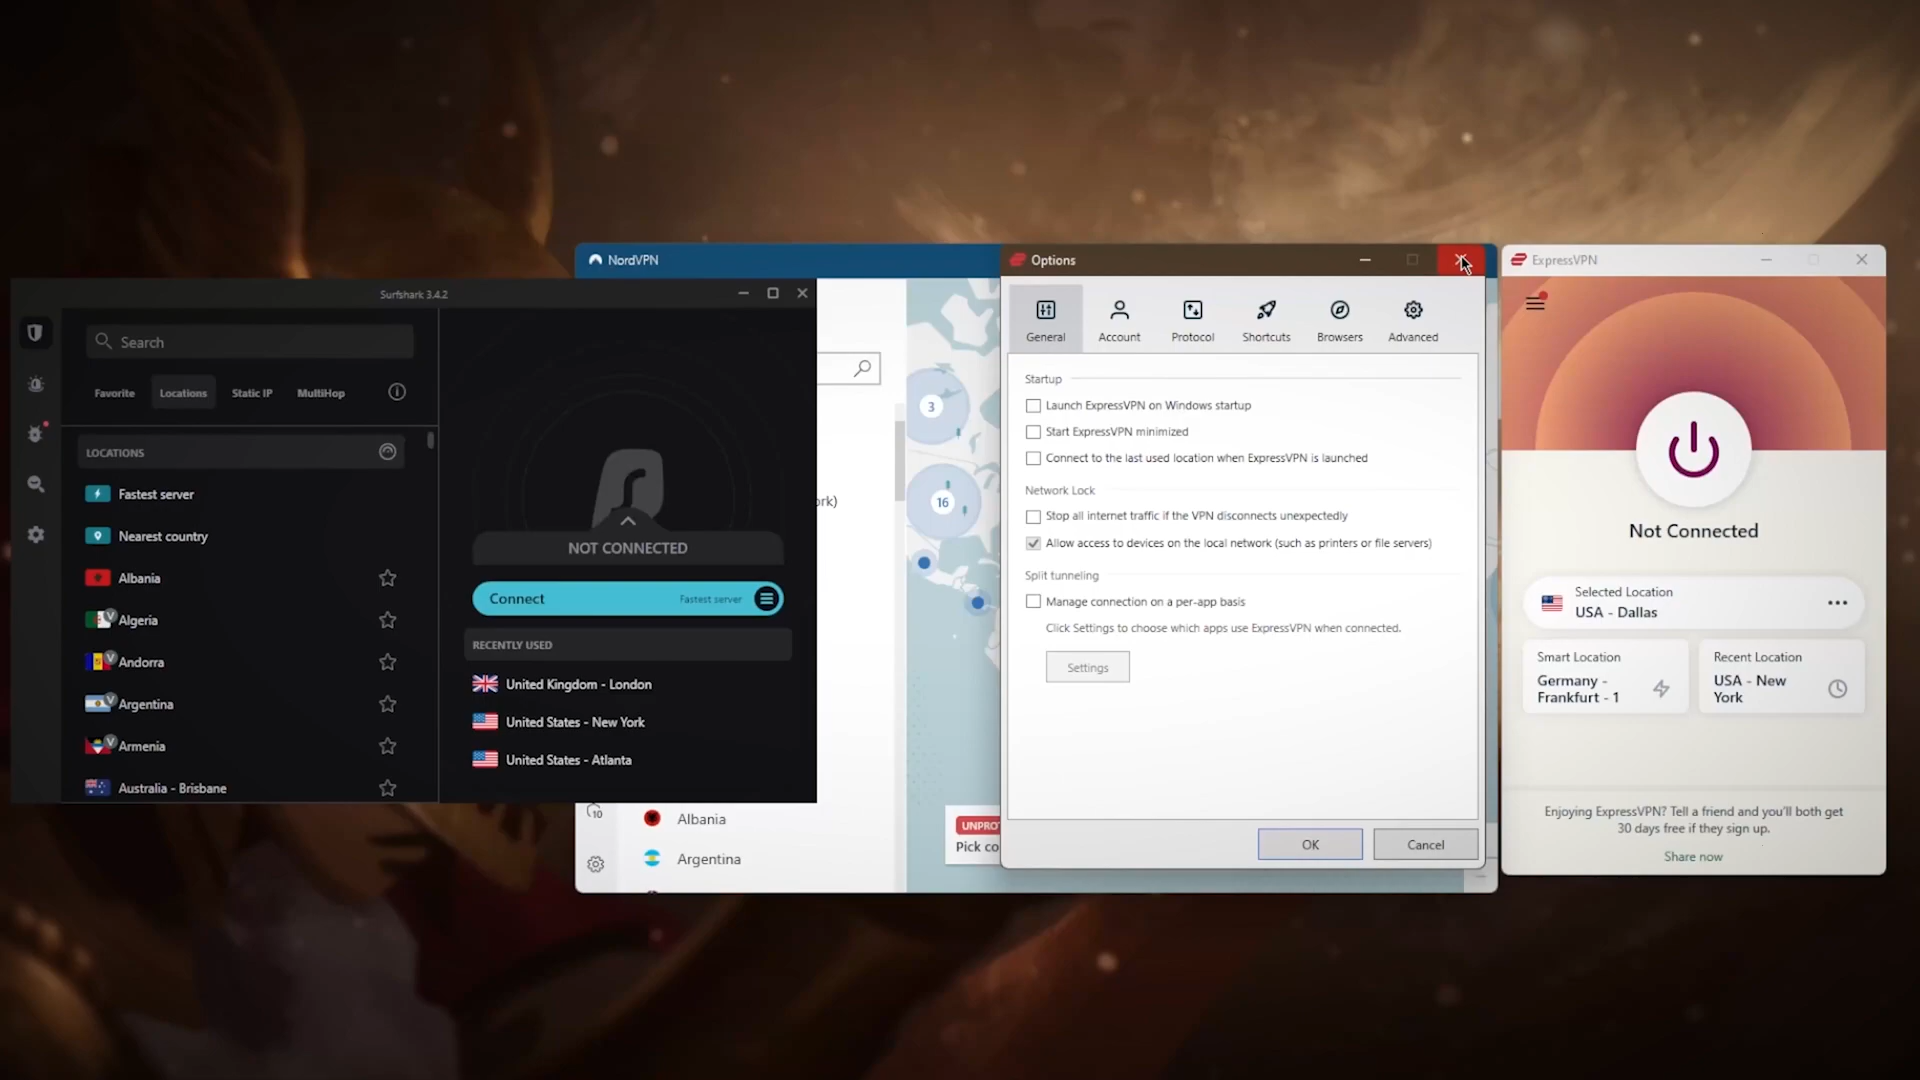 Surfshark 3.4.2
Search
Favorite
Locations
Static IP
MultiHop
LOCATIONS
Fastest server
Nearest country
Albania
Algeria
Andorra
Argentina
Armenia
Australia - Brisbane
NOT CONNECTED
Connect
Fastest server
RECENTLY USED
United Kingdom - London
United States - New York
United States - Atlanta
NordVPN
3
16
10
Albania
Argentina
Options
General
Account
Protocol
Shortcuts
Browsers
Advanced
Startup
Launch ExpressVPN on Windows startup
Start ExpressVPN minimized
Connect to the last used location when ExpressVPN is launched
Network Lock
Stop all internet traffic if the VPN disconnects unexpectedly
Allow access to devices on the local network (such as printers or file servers)
Split tunneling
Manage connection on a per-app basis
Click Settings to choose which apps use ExpressVPN when connected.
Settings
OK
Cancel
ExpressVPN
Not Connected
Selected Location
USA - Dallas
Smart Location
Germany -
Frankfurt - 1
Recent Location
USA - New
York
Enjoying ExpressVPN? Tell a friend and you'll both get
30 days free if they sign up.
Share now
UNPRO
Pick co
ork)